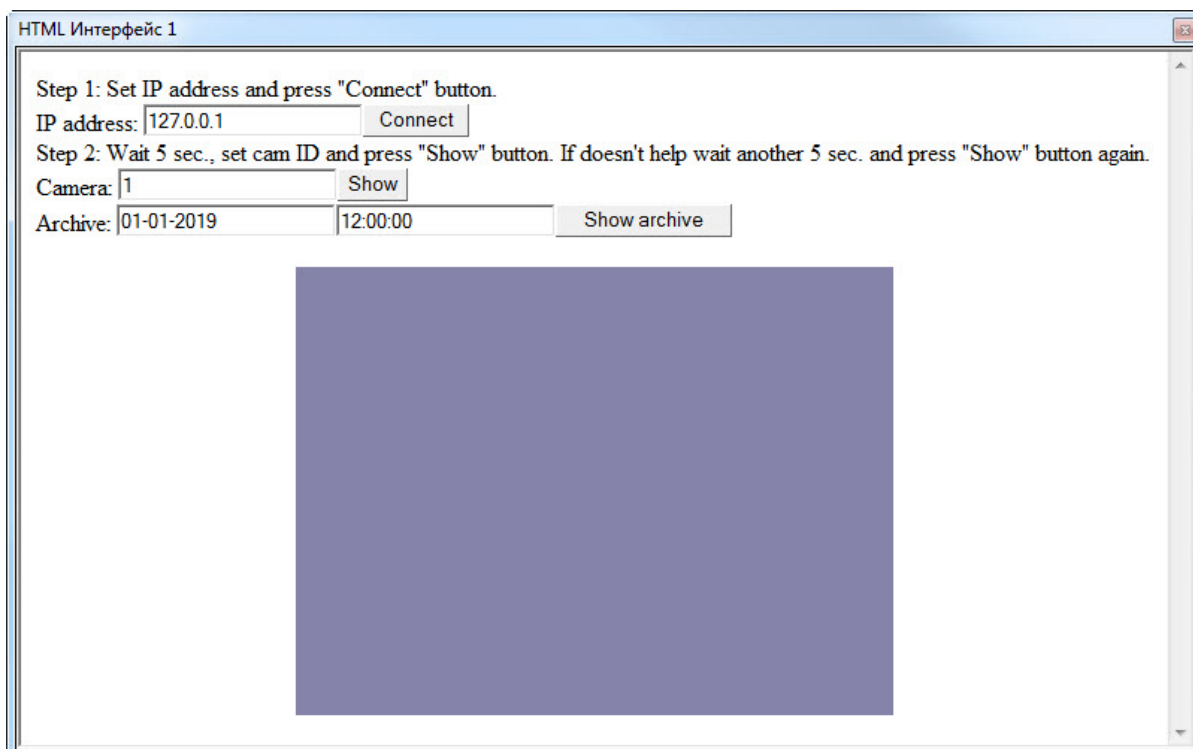 HTML Интерфейс 1
Step 1: Set IP address and press "Connect" button.
IP address: 127.0.0.1 Connect
Step 2: Wait 5 sec., set cam ID and press "Show" button. If doesn't help wait another 5 sec. and press "Show" button again.
Camera: 1 Show
Archive: 01-01-2019 12:00:00 Show archive